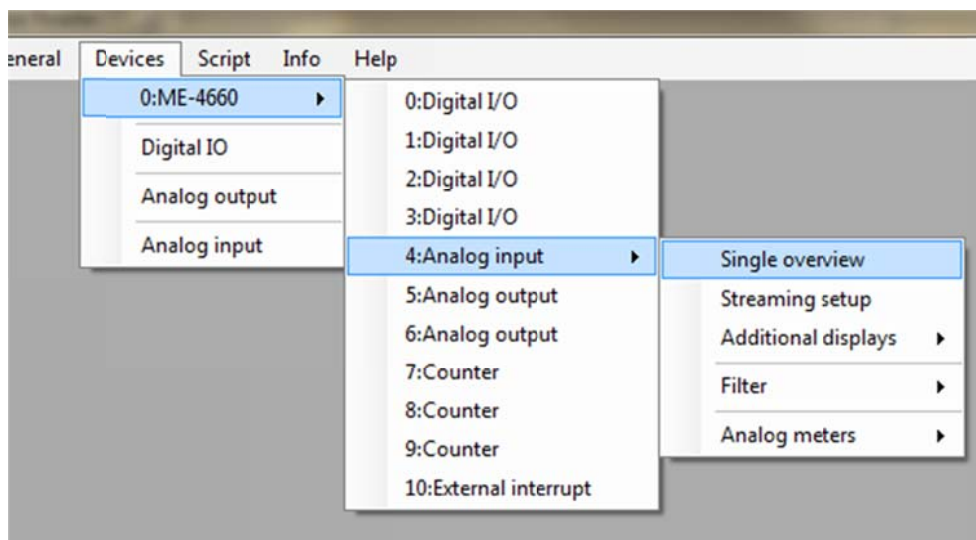 eneral Devices Script Info Help
0:ME-4660
Digital IO
Analog output
Analog input
0:Digital I/O
1:Digital I/O
2:Digital I/O
3:Digital I/O
4:Analog input
5:Analog output
6:Analog output
7:Counter
8:Counter
9:Counter
10:External interrupt
Single overview
Streaming setup
Additional displays
Filter
Analog meters